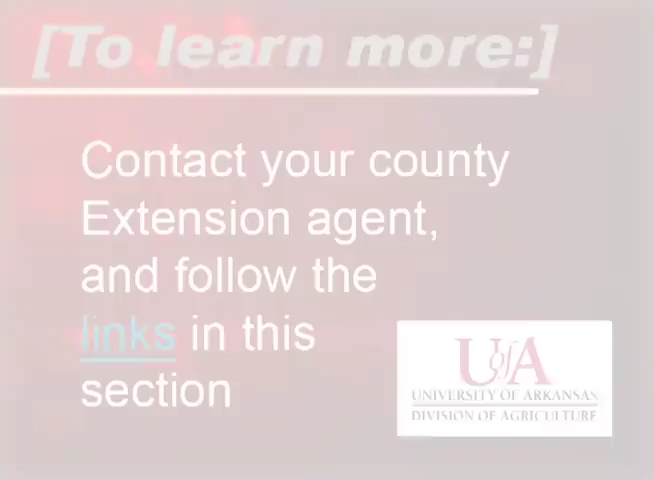 [To learn more:]
Contact your county
Extension agent,
and follow the
links in this
section
UofA
UNIVERSITY OF ARKANSAS
DIVISION OF AGRICULTURE